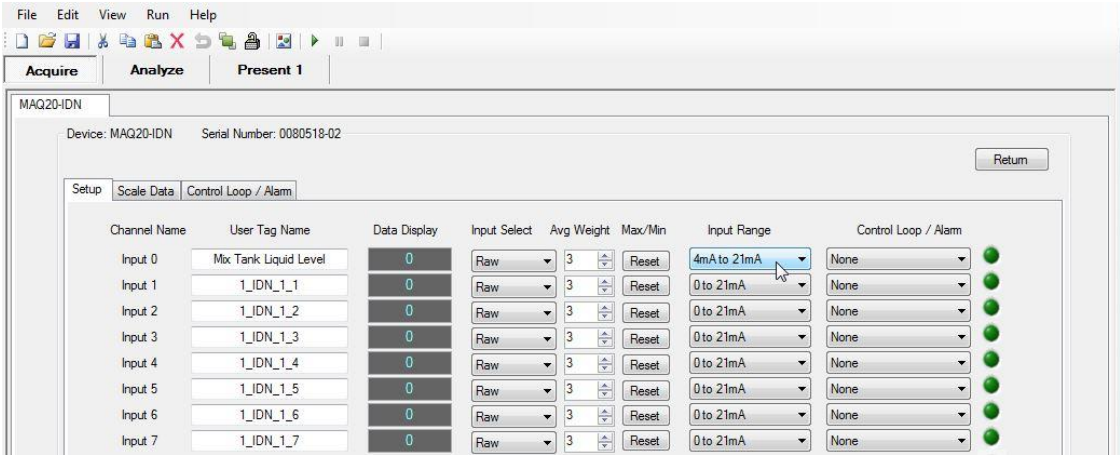 File Edit View Run Help
Acquire Analyze Present 1
MAQ20-IDN
Device: MAQ20-IDN Serial Number: 0080518-02
Return
Setup Scale Data Control Loop / Alarm
Channel Name User Tag Name Data Display Input Select Avg Weight Max/Min Input Range Control Loop / Alarm
Input 0 Mix Tank Liquid Level 0 Raw 3 Reset 4mA to 21mA None
Input 1 1_IDN_1_1 0 Raw 3 Reset 0 to 21mA None
Input 2 1_IDN_1_2 0 Raw 3 Reset 0 to 21mA None
Input 3 1_IDN_1_3 0 Raw 3 Reset 0 to 21mA None
Input 4 1_IDN_1_4 0 Raw 3 Reset 0 to 21mA None
Input 5 1_IDN_1_5 0 Raw 3 Reset 0 to 21mA None
Input 6 1_IDN_1_6 0 Raw 3 Reset 0 to 21mA None
Input 7 1_IDN_1_7 0 Raw 3 Reset 0 to 21mA None